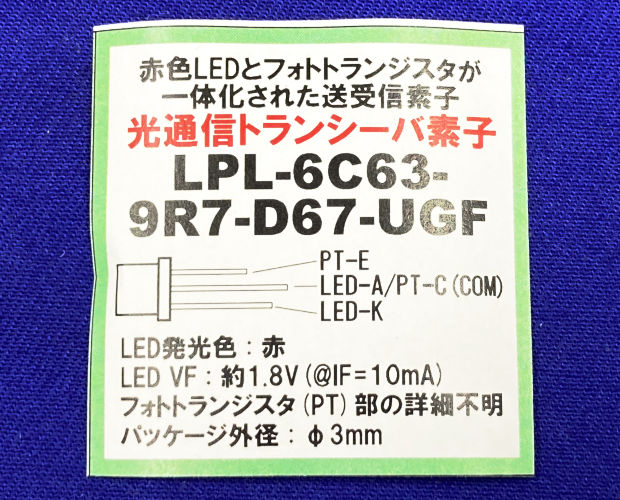 赤色LEDとフォトトランジスタが
一体化された送受信素子
光通信トランシーバ素子
LPL-6C63-
9R7-D67-UGF
PT-E
LED-A/PT-C(COM)
LED-K
LED発光色：赤
LED VF：約1.8V(@IF=10mA)
フォトトランジスタ(PT)部の詳細不明
パッケージ外径：φ3mm